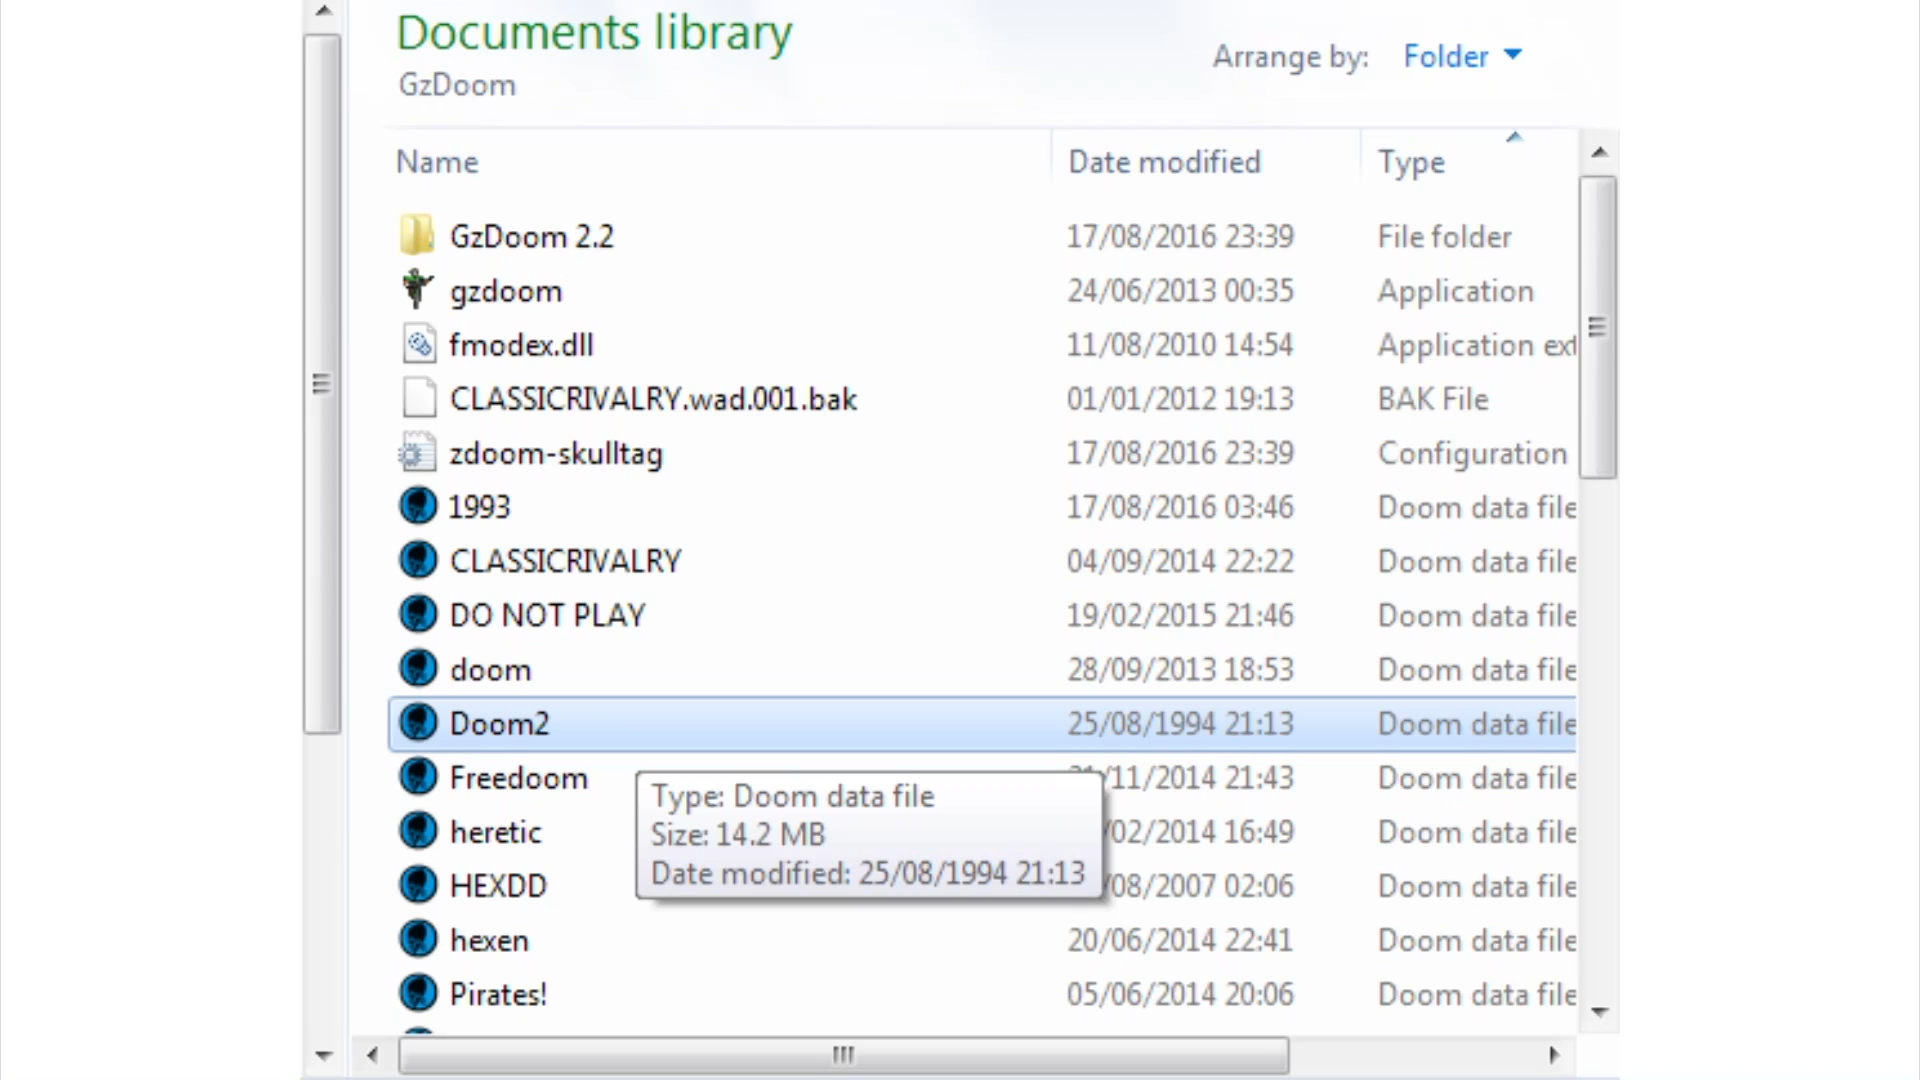 Documents library
GzDoom
Arrange by: Folder
Name Date modified Type
GzDoom 2.2 17/08/2016 23:39 File folder
gzdoom 24/06/2013 00:35 Application
fmodex.dll 11/08/2010 14:54 Application ext
CLASSICRIVALRY.wad.001.bak 01/01/2012 19:13 BAK File
zdoom-skulltag 17/08/2016 23:39 Configuration
1993 17/08/2016 03:46 Doom data file
CLASSICRIVALRY 04/09/2014 22:22 Doom data file
DO NOT PLAY 19/02/2015 21:46 Doom data file
doom 28/09/2013 18:53 Doom data file
Doom2 25/08/1994 21:13 Doom data file
Freedoom /11/2014 21:43 Doom data file
heretic /02/2014 16:49 Doom data file
HEXDD /08/2007 02:06 Doom data file
Type: Doom data file
Size: 14.2 MB
Date modified: 25/08/1994 21:13
hexen 20/06/2014 22:41 Doom data file
Pirates! 05/06/2014 20:06 Doom data file